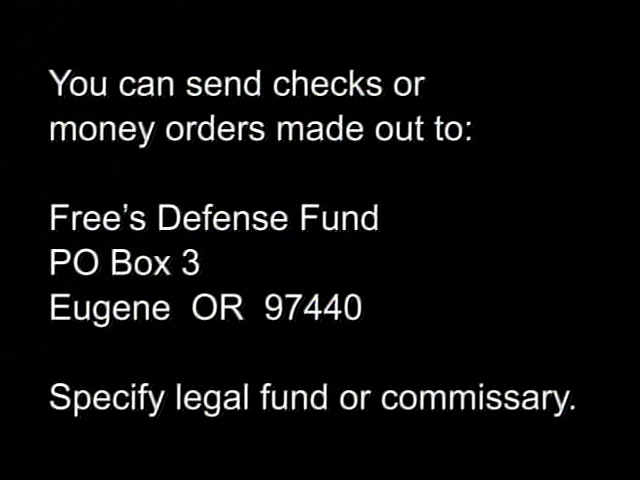 You can send checks or
money orders made out to:
Free’s Defense Fund
PO Box 3
Eugene OR 97440
Specify legal fund or commissary.